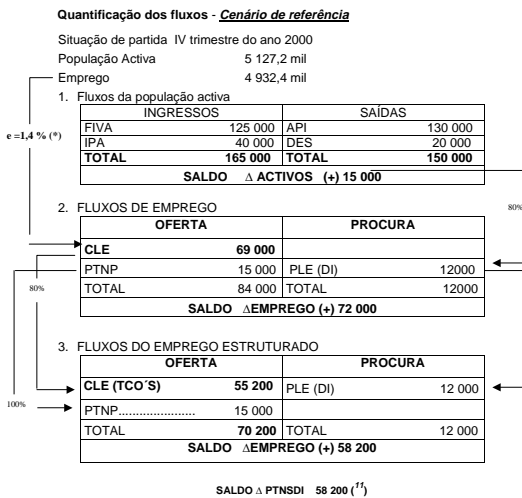 Quantificação dos fluxos - Cenário de referência
Situação de partida IV trimestre do ano 2000
População Activa 5 127,2 mil
Emprego 4 932,4 mil
1. Fluxos da população activa
INGRESSOS SAÍDAS
e =1,4 % (*)
FIVA 125 000 API 130 000
IPA 40 000 DES 20 000
TOTAL 165 000 TOTAL 150 000
SALDO ∆ ACTIVOS (+) 15 000
80%
2. FLUXOS DE EMPREGO
OFERTA PROCURA
CLE 69 000
PTNP 15 000 PLE (DI) 12000
80%
TOTAL 84 000 TOTAL 12000
SALDO ∆EMPREGO (+) 72 000
3. FLUXOS DO EMPREGO ESTRUTURADO
OFERTA PROCURA
CLE (TCO´S) 55 200 PLE (DI) 12 000
100%
PTNP...................... 15 000
TOTAL 70 200 TOTAL 12 000
SALDO ∆EMPREGO (+) 58 200
SALDO ∆ PTNSDI 58 200 (11)